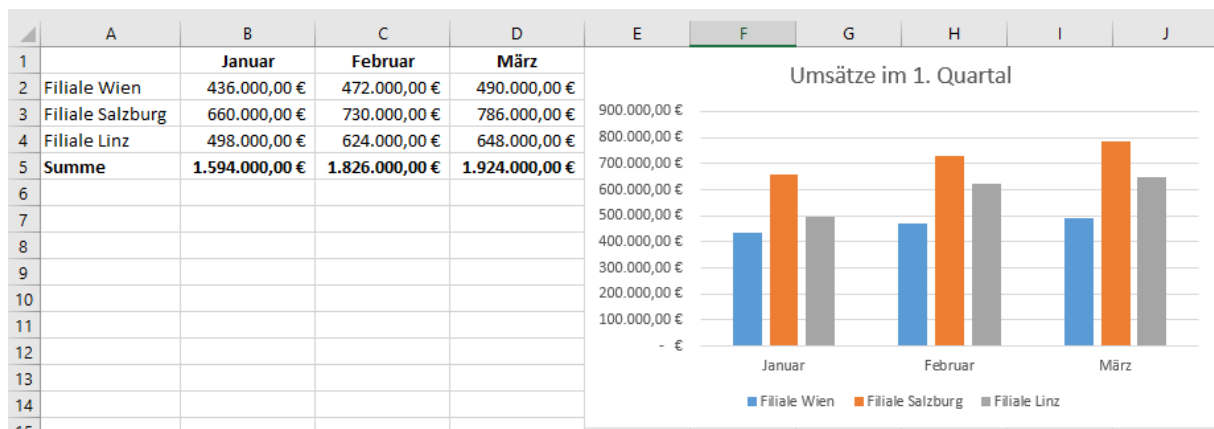 A B C D E F G H I J
1 Januar Februar März
2 Filiale Wien 436.000,00 € 472.000,00 € 490.000,00 €
3 Filiale Salzburg 660.000,00 € 730.000,00 € 786.000,00 €
4 Filiale Linz 498.000,00 € 624.000,00 € 648.000,00 €
5 Summe 1.594.000,00 € 1.826.000,00 € 1.924.000,00 €
6
7
8
9
10
11
12
13
14
Umsätze im 1. Quartal
900.000,00 €
800.000,00 €
700.000,00 €
600.000,00 €
500.000,00 €
400.000,00 €
300.000,00 €
200.000,00 €
100.000,00 €
- €
Januar Februar März
Filiale Wien Filiale Salzburg Filiale Linz